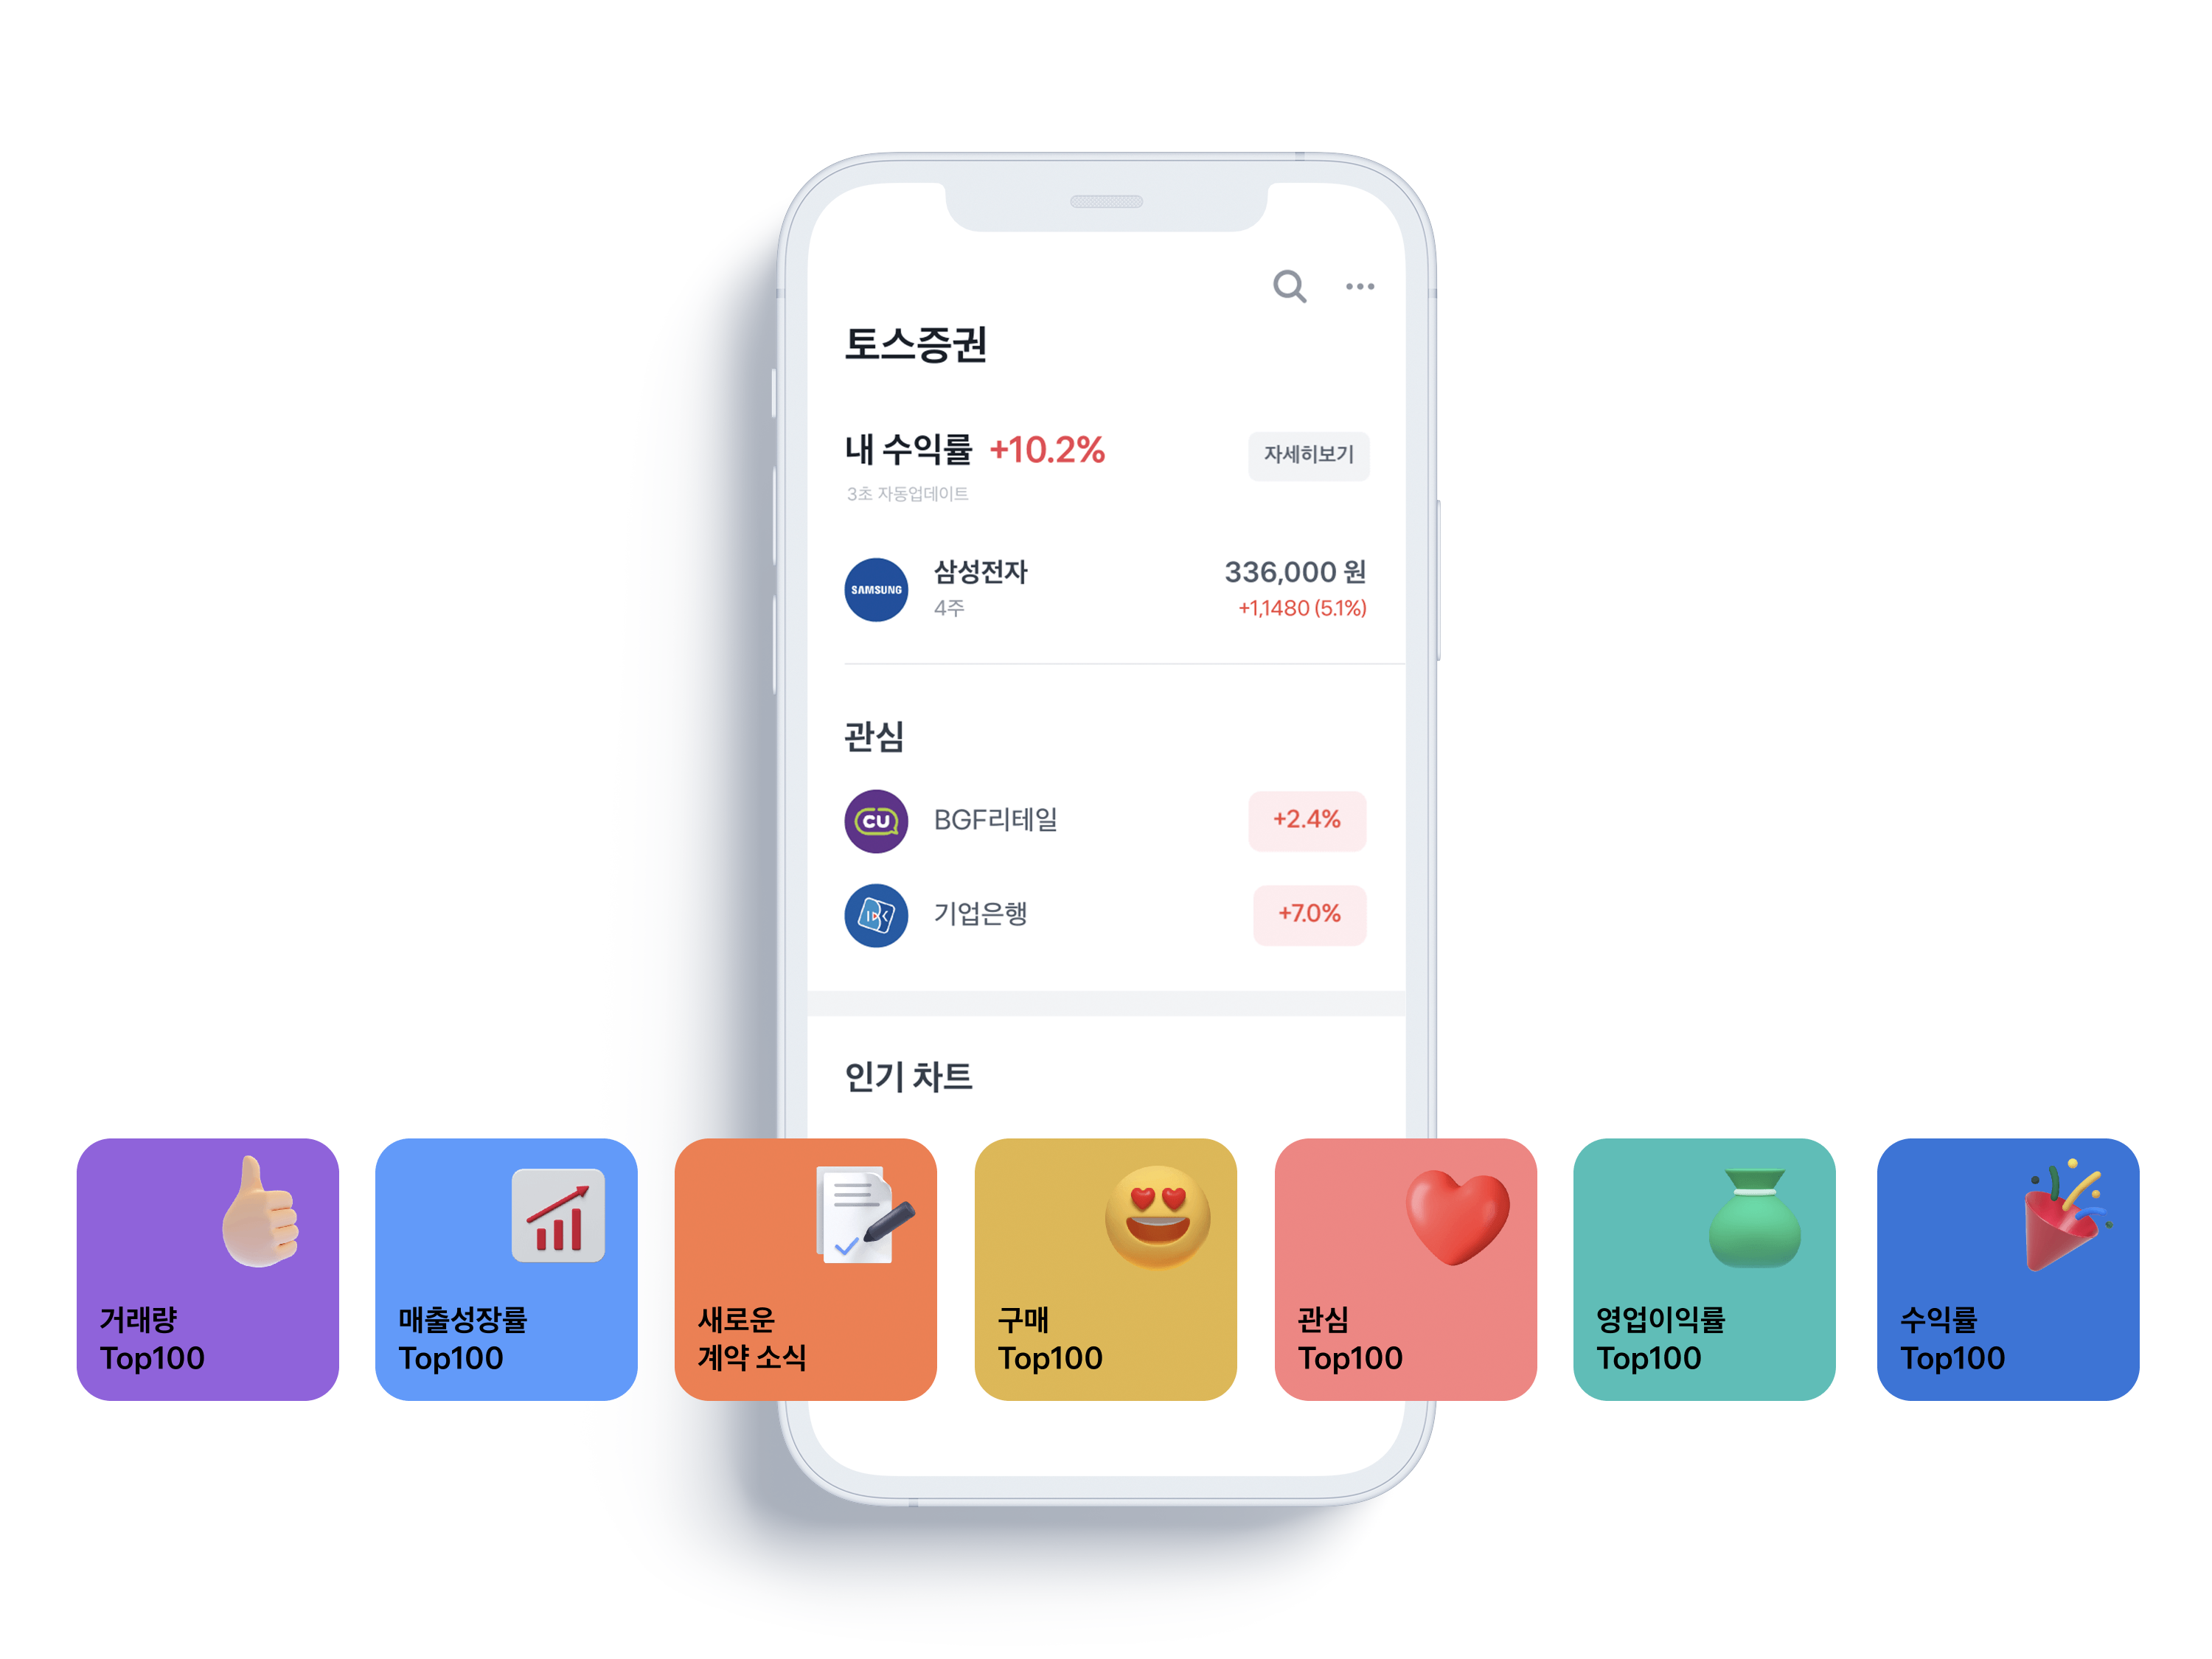 토스증권
내 수익률 +10.2%
자세히보기
3초 자동업데이트
SAMSUNG
삼성전자
336,000 원
4주
+1,1480 (5.1%)
관심
CU
BGF리테일
+2.4%
기업은행
+7.0%
인기 차트
거래량
Top100
매출성장률
Top100
새로운
계약 소식
구매
Top100
관심
Top100
영업이익률
Top100
수익률
Top100